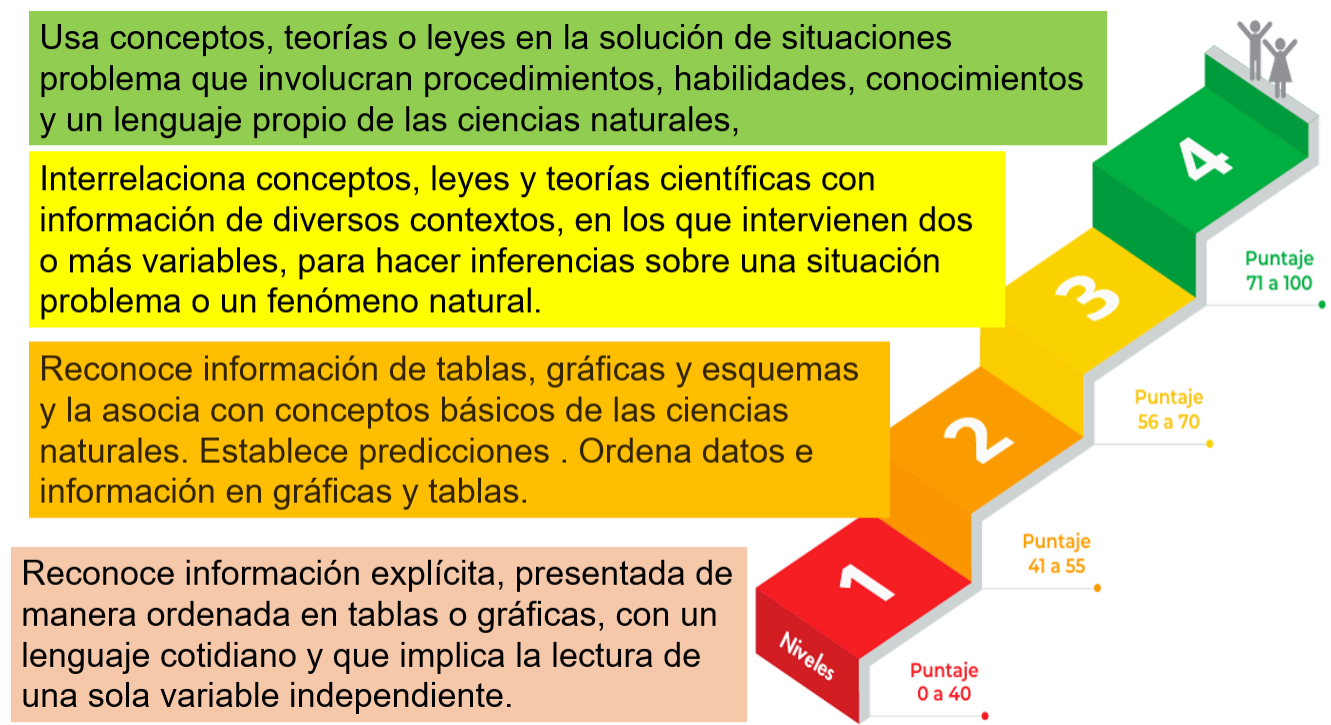 Usa conceptos, teorías o leyes en la solución de situaciones
problema que involucran procedimientos, habilidades, conocimientos
y un lenguaje propio de las ciencias naturales,
Interrelaciona conceptos, leyes y teorías científicas con
información de diversos contextos, en los que intervienen dos
o más variables, para hacer inferencias sobre una situación
problema o un fenómeno natural.
Reconoce información de tablas, gráficas y esquemas
y la asocia con conceptos básicos de las ciencias
naturales. Establece predicciones . Ordena datos e
información en gráficas y tablas.
Reconoce información explícita, presentada de
manera ordenada en tablas o gráficas, con un
lenguaje cotidiano y que implica la lectura de
una sola variable independiente.
4
Puntaje
71 a 100
3
Puntaje
56 a 70
2
Puntaje
41 a 55
1
Niveles
Puntaje
0 a 40